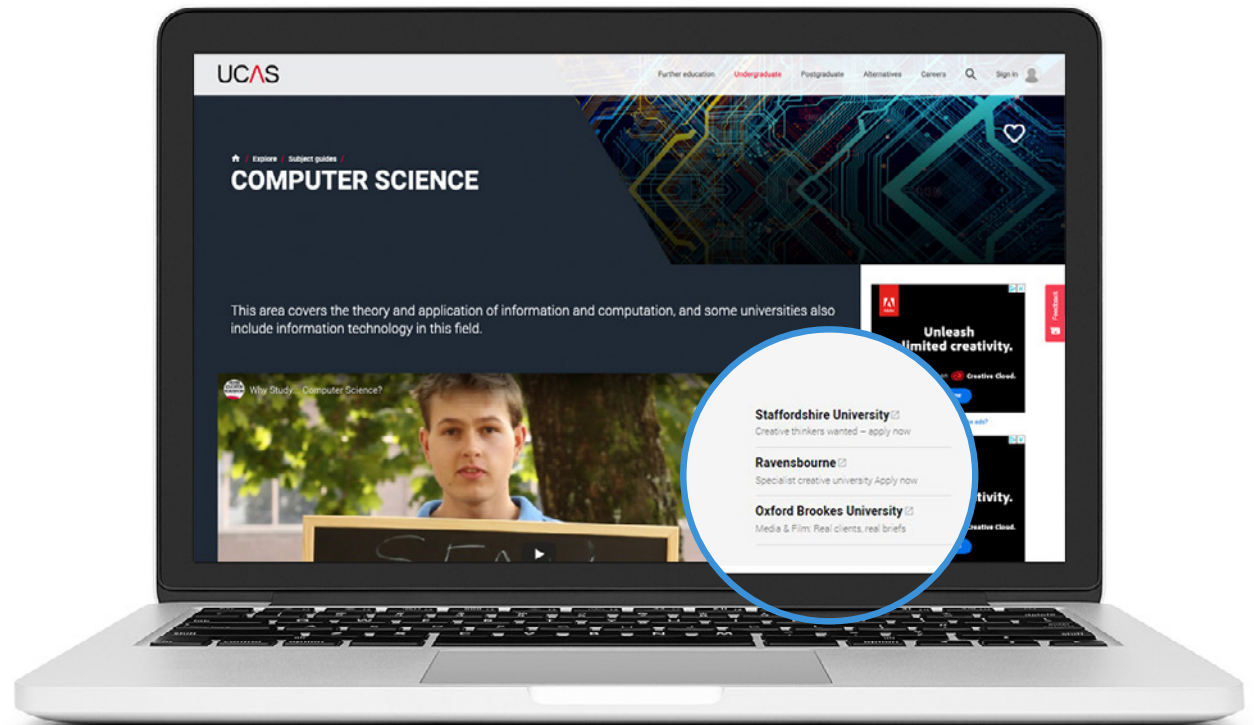 UCAS
Further education Undergraduate Postgraduate Alternatives Careers Sign in
Explore / Subject guides /
COMPUTER SCIENCE
This area covers the theory and application of information and computation, and some universities also
include information technology in this field.
Why Study... Computer Science?
Adobe
Unleash
limited creativity.
on Creative Cloud.
ads?
Feedback
Staffordshire University
Creative thinkers wanted – apply now
Ravensbourne
Specialist creative university Apply now
Oxford Brookes University
Media & Film: Real clients, real briefs
tivity.
Creative Cloud.